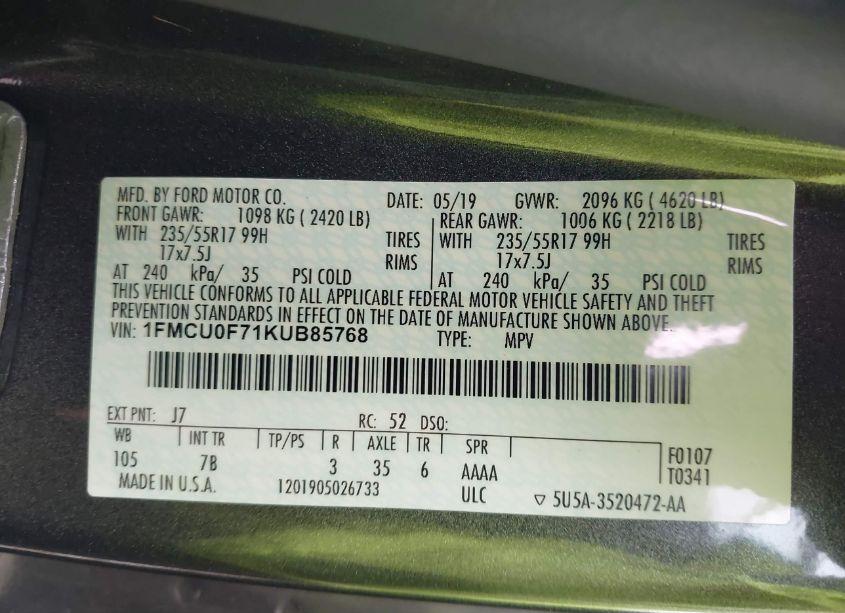 MFD. BY FORD MOTOR CO. DATE: 05/19 GVWR: 2096 KG ( 4620 LB)
FRONT GAWR: 1098 KG ( 2420 LB) REAR GAWR: 1006 KG ( 2218 LB)
WITH 235/55R17 99H TIRES WITH 235/55R17 99H TIRES
17x7.5J RIMS 17x7.5J RIMS
AT 240 kPa/ 35 PSI COLD AT 240 kPa/ 35 PSI COLD
THIS VEHICLE CONFORMS TO ALL APPLICABLE FEDERAL MOTOR VEHICLE SAFETY AND THEFT
PREVENTION STANDARDS IN EFFECT ON THE DATE OF MANUFACTURE SHOWN ABOVE.
VIN: 1FMCU0F71KUB85768 TYPE: MPV
EXT PNT: J7 RC: 52 DSO:
WB INT TR TP/PS R AXLE TR SPR
105 7B 3 35 6 AAAA
F0107
T0341
MADE IN U.S.A. 1201905026733 ULC ▽ 5U5A-3520472-AA